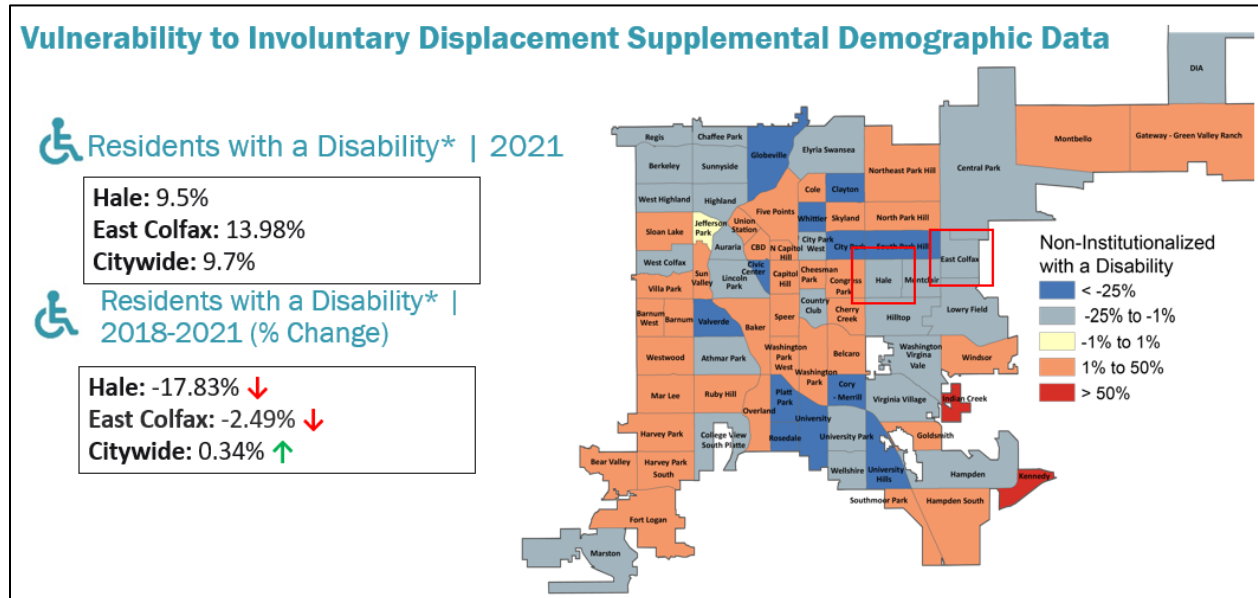 Vulnerability to Involuntary Displacement Supplemental Demographic Data
Residents with a Disability* | 2021
Hale: 9.5%
East Colfax: 13.98%
Citywide: 9.7%
Residents with a Disability* |
2018-2021 (% Change)
Hale: -17.83% ↓
East Colfax: -2.49% ↓
Citywide: 0.34% ↑
DIA
Regis
Chaffee Park
Globeville
Elyria Swansea
Montbello
Gateway - Green Valley Ranch
Berkeley
Sunnyside
Northeast Park Hill
Central Park
West Highland
Highland
Cole
Clayton
Five Points
Whittier
Skyland
North Park Hill
Sloan Lake
Jefferson
Park
Union
Station
Auraria
CBD
N Capitol
Hill
City Park
West
City Park
South Park Hill
West Colfax
Sun
Valley
Lincoln
Park
Civic
Center
Capitol
Hill
Cheesman
Park
Congress
Park
Hale
Montclair
East Colfax
Villa Park
Country
Club
Cherry
Creek
Hilltop
Lowry Field
Barnum
West
Barnum
Valverde
Baker
Speer
Washington
Virgina
Vale
Windsor
Westwood
Athmar Park
Washington
Park
West
Washington
Park
Belcaro
Mar Lee
Ruby Hill
Overland
Platt
Park
Cory
- Merrill
Virginia Village
Indian Creek
University
Harvey Park
College View
South Platte
Rosedale
University Park
Goldsmith
Bear Valley
Harvey Park
South
Wellshire
University
Hills
Hampden
Kennedy
Southmoor Park
Hampden South
Fort Logan
Marston
Non-Institutionalized
with a Disability
< -25%
-25% to -1%
-1% to 1%
1% to 50%
> 50%